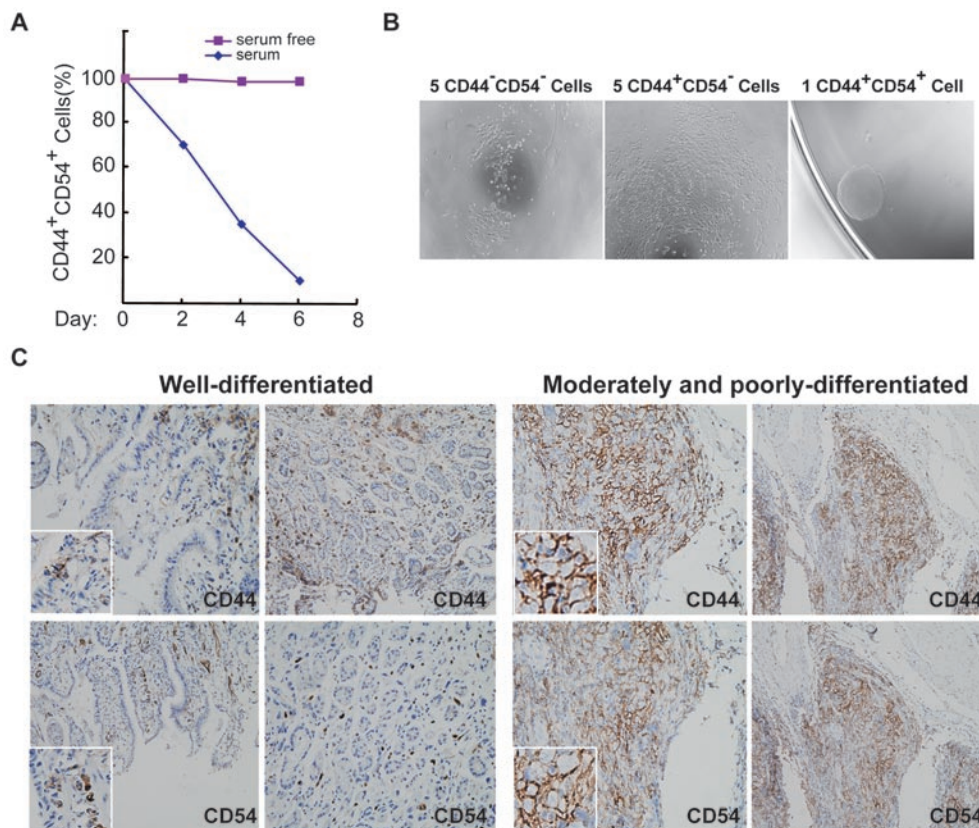 A
serum free
serum
CD44⁺CD54⁺ Cells(%)
100
80
60
40
20
Day: 0 2 4 6 8
B
5 CD44⁻CD54⁻ Cells 5 CD44⁺CD54⁻ Cells 1 CD44⁺CD54⁺ Cell
C
Well-differentiated Moderately and poorly-differentiated
CD44 CD44 CD44 CD44
CD54 CD54 CD54 CD5